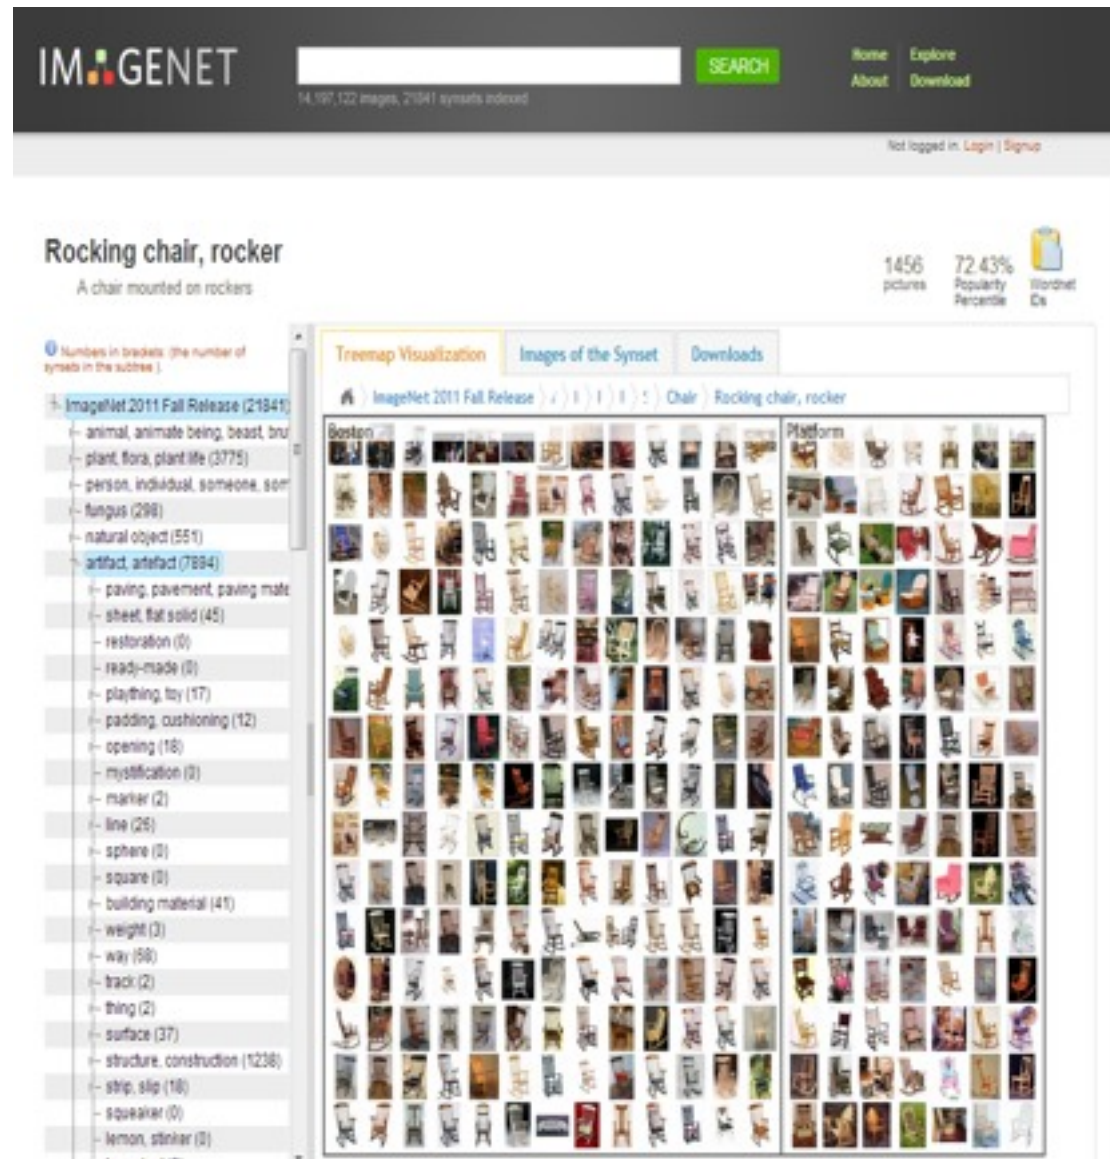 IMAGENET
SEARCH
14,197,122 images, 21841 synsets indexed
Home Explore
About Download
Not logged in. Login | Signup
Rocking chair, rocker
A chair mounted on rockers
1456
pictures
72.43%
Popularity
Percentile
Wordnet
IDs
Numbers in brackets: (the number of
synsets in the subtree ).
ImageNet 2011 Fall Release (21841)
animal, animate being, beast, bru
plant, flora, plant life (3775)
person, individual, someone, som
fungus (298)
natural object (551)
artifact, artefact (7894)
paving, pavement, paving mate
sheet, flat solid (45)
restoration (0)
ready-made (0)
plaything, toy (17)
padding, cushioning (12)
opening (18)
mystification (0)
marker (2)
line (26)
sphere (0)
square (0)
building material (41)
weight (3)
way (68)
track (2)
thing (2)
surface (37)
structure, construction (1238)
strip, slip (18)
squeaker (0)
lemon, stinker (0)
Treemap Visualization
Images of the Synset
Downloads
ImageNet 2011 Fall Release
Chair
Rocking chair, rocker
Boston
Platform